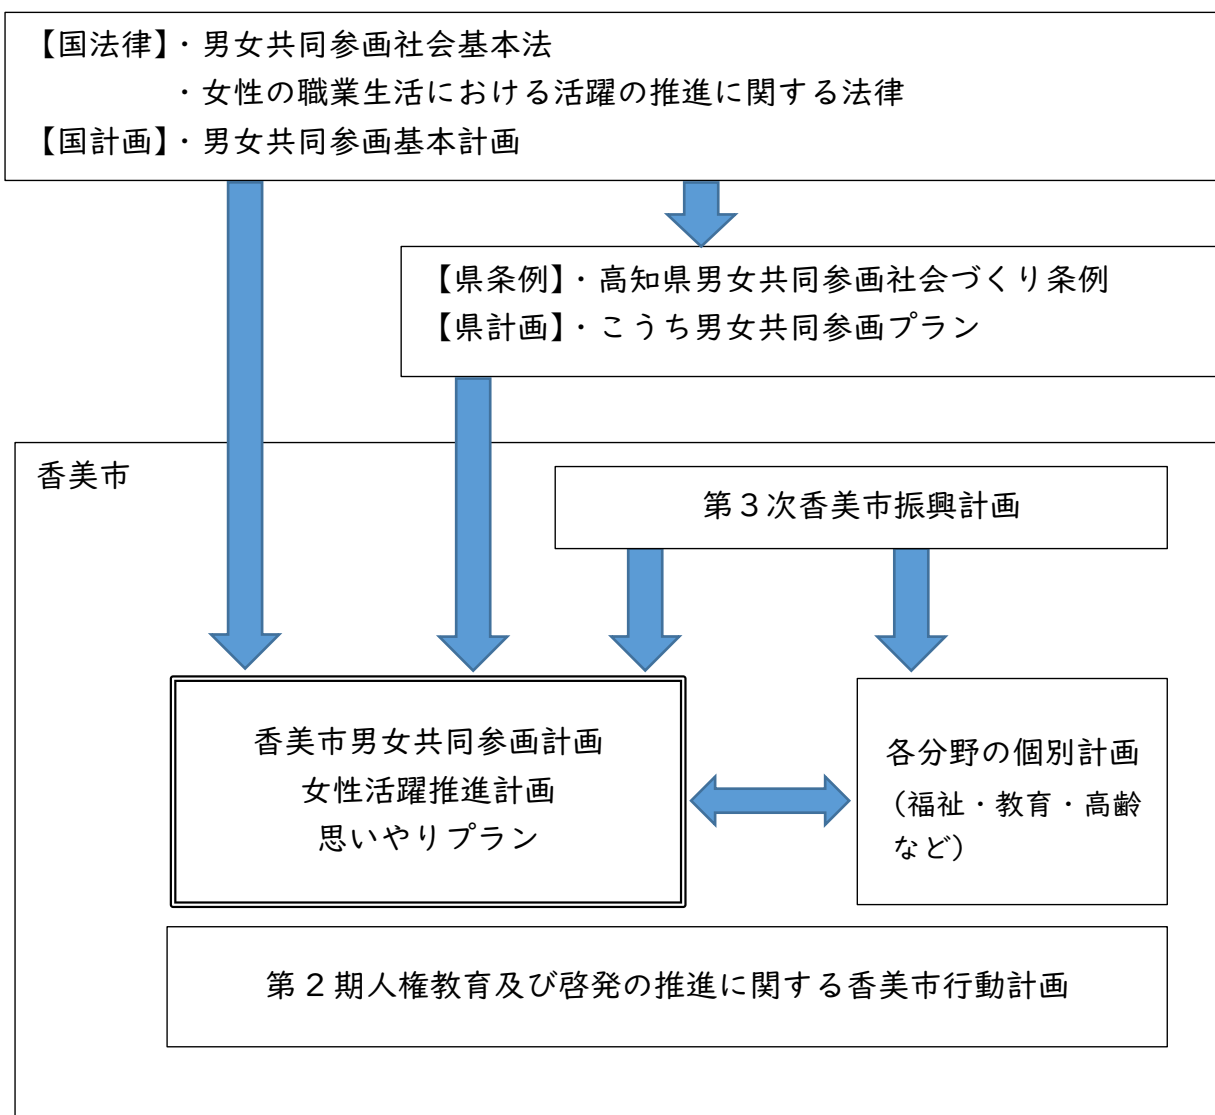 【国法律】・男女共同参画社会基本法
・女性の職業生活における活躍の推進に関する法律
【国計画】・男女共同参画基本計画
【県条例】・高知県男女共同参画社会づくり条例
【県計画】・こうち男女共同参画プラン
香美市
第３次香美市振興計画
香美市男女共同参画計画
女性活躍推進計画
思いやりプラン
各分野の個別計画
（福祉・教育・高齢
など）
第２期人権教育及び啓発の推進に関する香美市行動計画